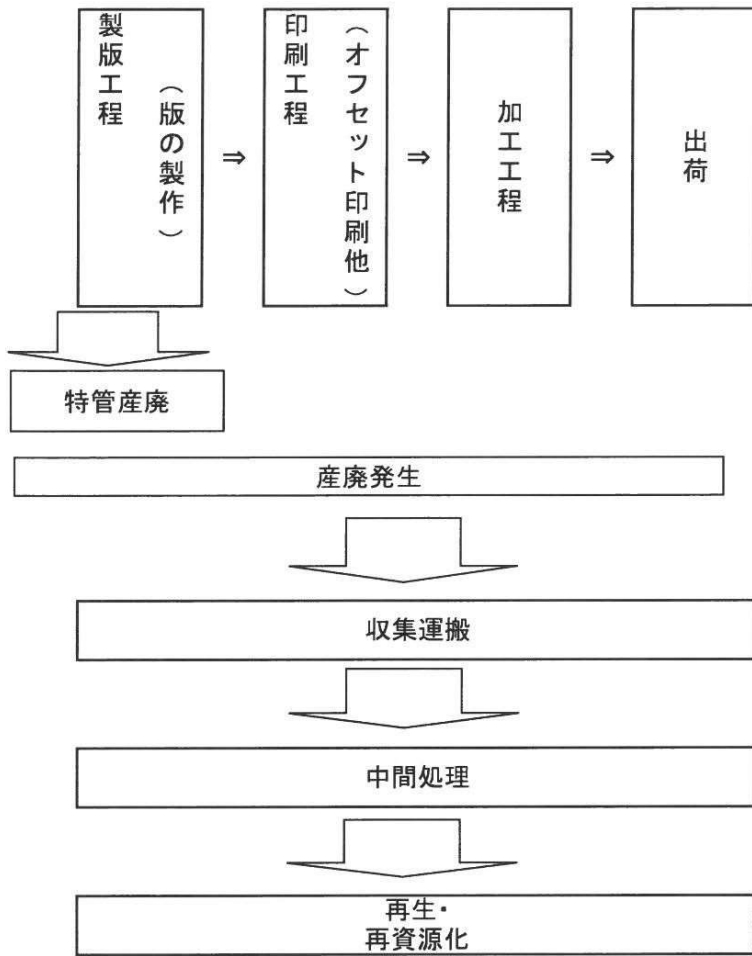 製版工程
（版の製作）
⇒
印刷工程
（オフセット印刷他）
⇒
加工工程
⇒
出荷
特管産廃
産廃発生
収集運搬
中間処理
再生・
再資源化